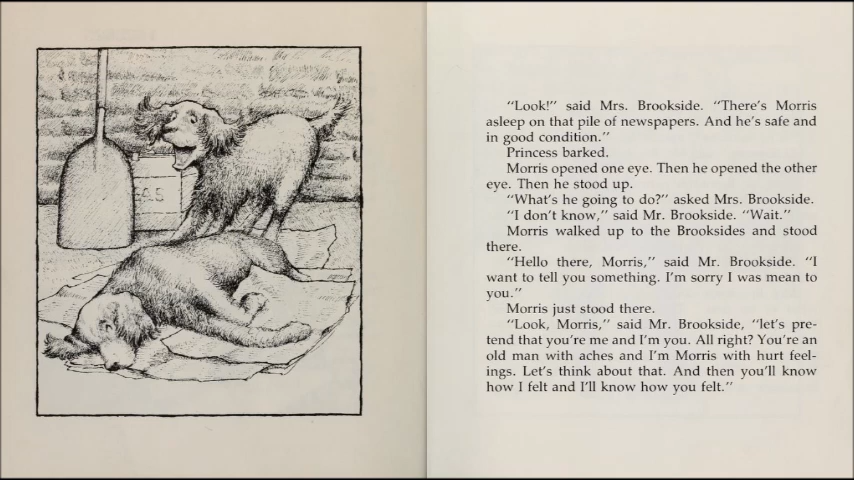 GAS
"Look!" said Mrs. Brookside. "There's Morris
asleep on that pile of newspapers. And he's safe and
in good condition."
Princess barked.
Morris opened one eye. Then he opened the other
eye. Then he stood up.
"What's he going to do?" asked Mrs. Brookside.
"I don't know," said Mr. Brookside. "Wait."
Morris walked up to the Brooksides and stood
there.
"Hello there, Morris," said Mr. Brookside. "I
want to tell you something. I'm sorry I was mean to
you."
Morris just stood there.
"Look, Morris," said Mr. Brookside, "let's pre-
tend that you're me and I'm you. All right? You're an
old man with aches and I'm Morris with hurt feel-
ings. Let's think about that. And then you'll know
how I felt and I'll know how you felt."